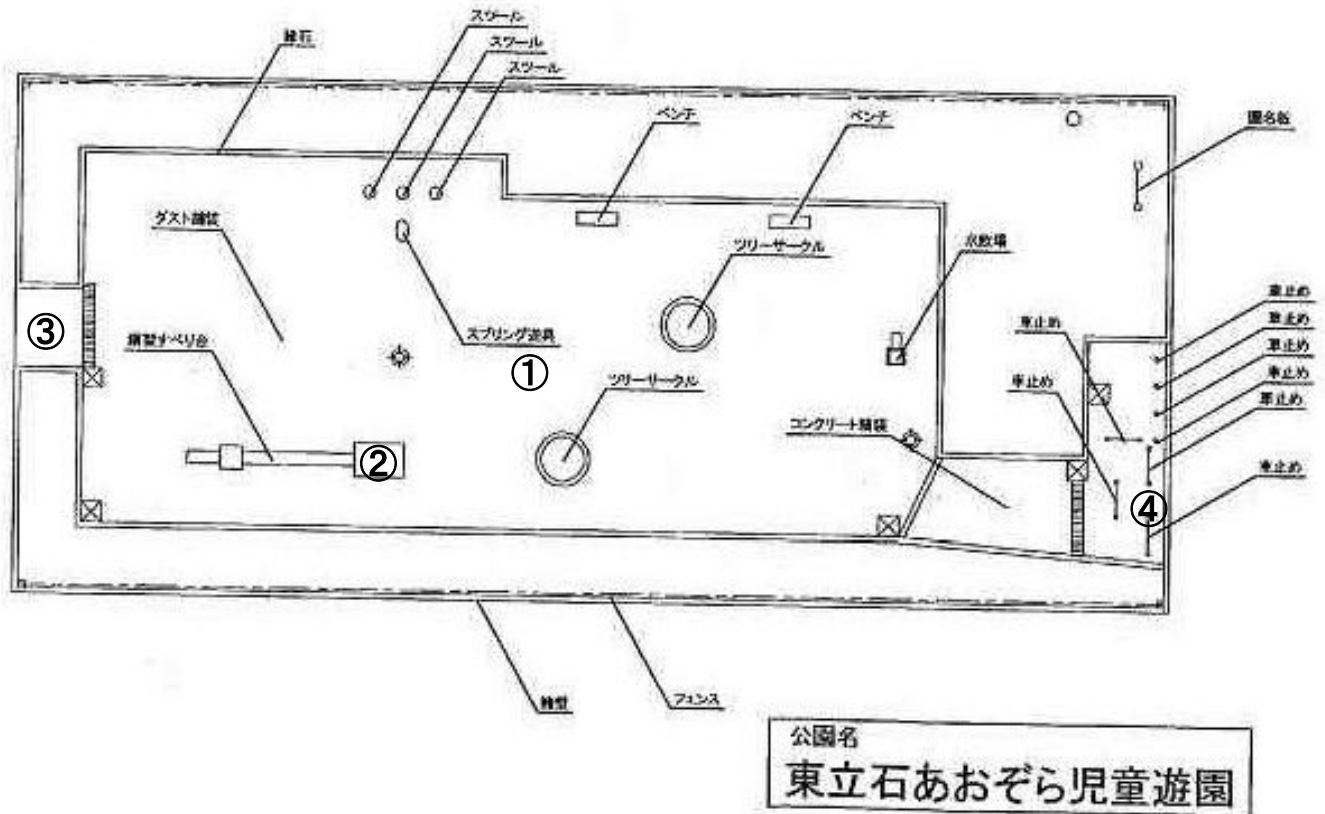 スツール
縁石
スツール
スツール
ベンチ
ベンチ
園名板
ダスト舗装
ツリーサークル
水飲場
車止め
車止め
車止め
車止め
車止め
車止め
車止め
車止め
③
スプリング遊具
①
ツリーサークル
コンクリート舗装
②
④
フェンス
公園名
東立石あおぞら児童遊園